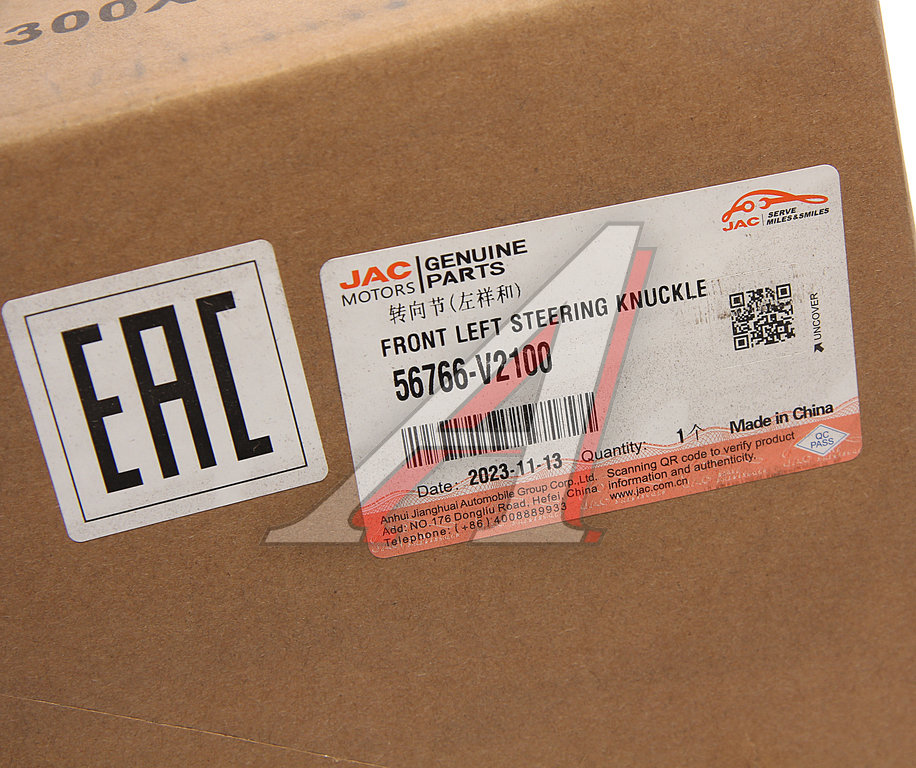 300X
EAC
JAC MOTORS
GENUINE PARTS
JAC
SERVE
MILES&SMILES
转向节(左祥和)
FRONT LEFT STEERING KNUCKLE
56766-V2100
UNCOVER
Date: 2023-11-13
Quantity: 1个
Made in China
QC
PASS
Anhui Jianghuai Automobile Group Corp.,Ltd.
Add: NO.176 Dongliu Road, Hefei, China
Telephone: (+86)4008889933
Scanning QR code to verify product
information and authenticity.
www.jac.com.cn